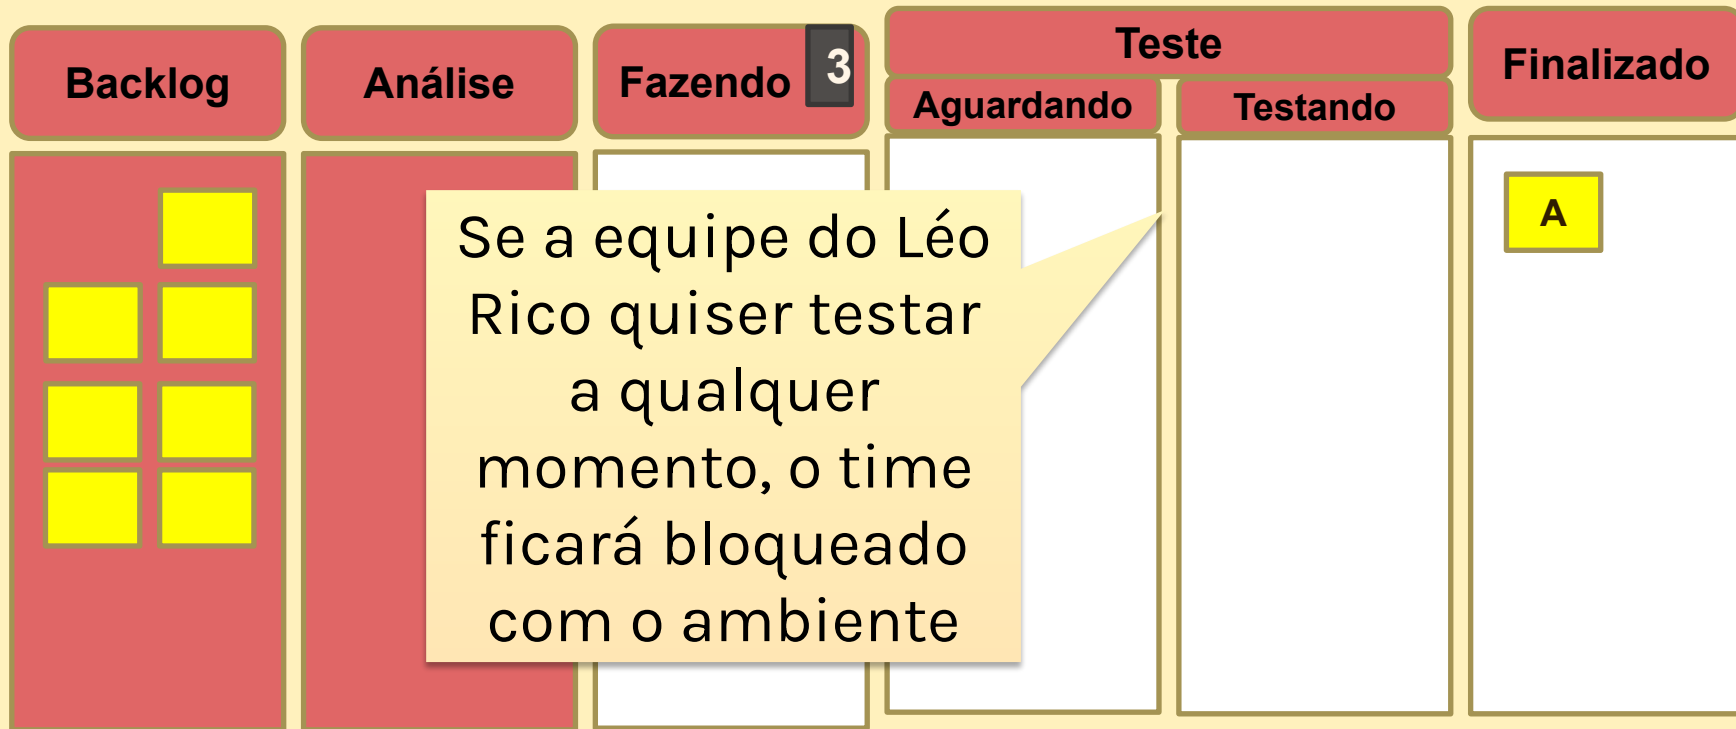 Backlog
Análise
Fazendo
3
Teste
Aguardando
Testando
Finalizado
A
Se a equipe do Léo
Rico quiser testar
a qualquer
momento, o time
ficará bloqueado
com o ambiente